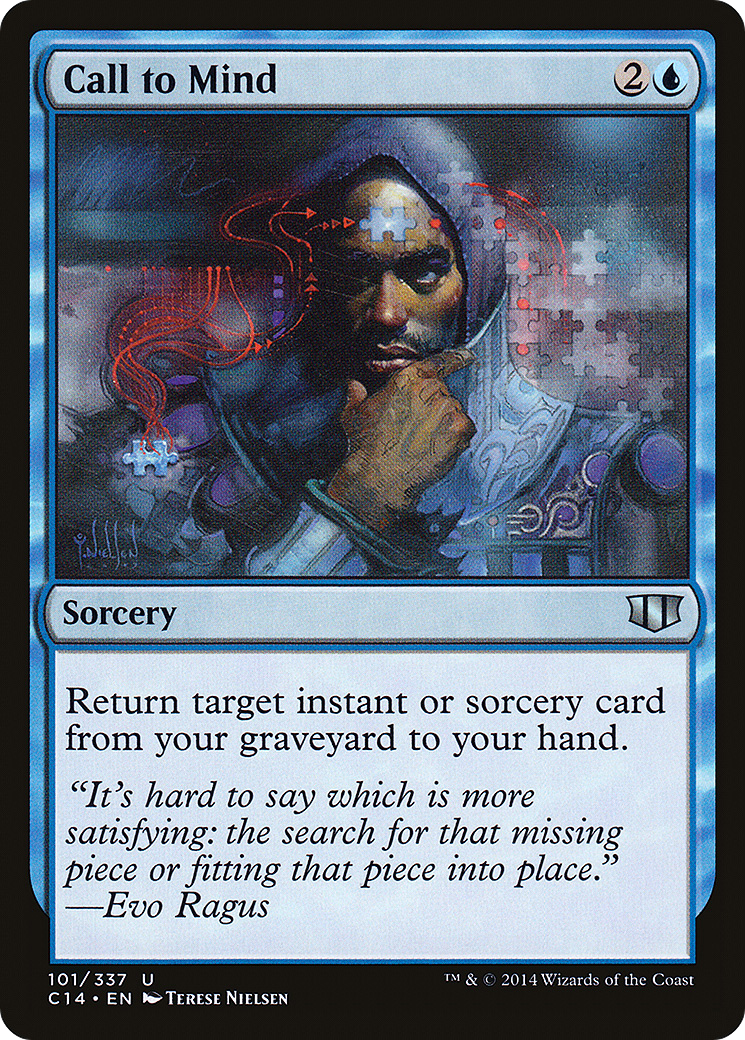 Call to Mind 2
T.NIELSEN
Sorcery
Return target instant or sorcery card
from your graveyard to your hand.
“It’s hard to say which is more
satisfying: the search for that missing
piece or fitting that piece into place.”
—Evo Ragus
101/337 U
C14 • EN TERESE NIELSEN
™ & © 2014 Wizards of the Coast